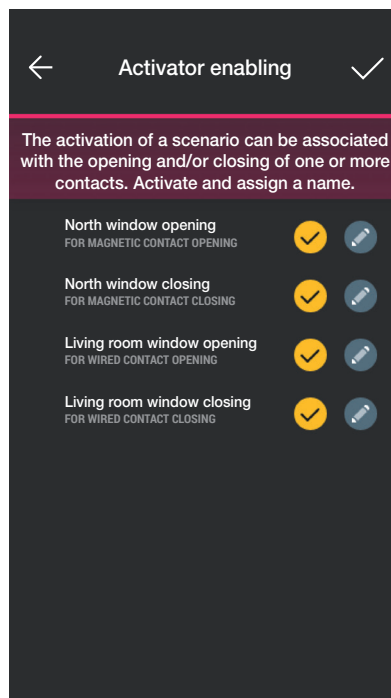 Activator enabling
The activation of a scenario can be associated
with the opening and/or closing of one or more
contacts. Activate and assign a name.
North window opening
FOR MAGNETIC CONTACT OPENING
North window closing
FOR MAGNETIC CONTACT CLOSING
Living room window opening
FOR WIRED CONTACT OPENING
Living room window closing
FOR WIRED CONTACT CLOSING